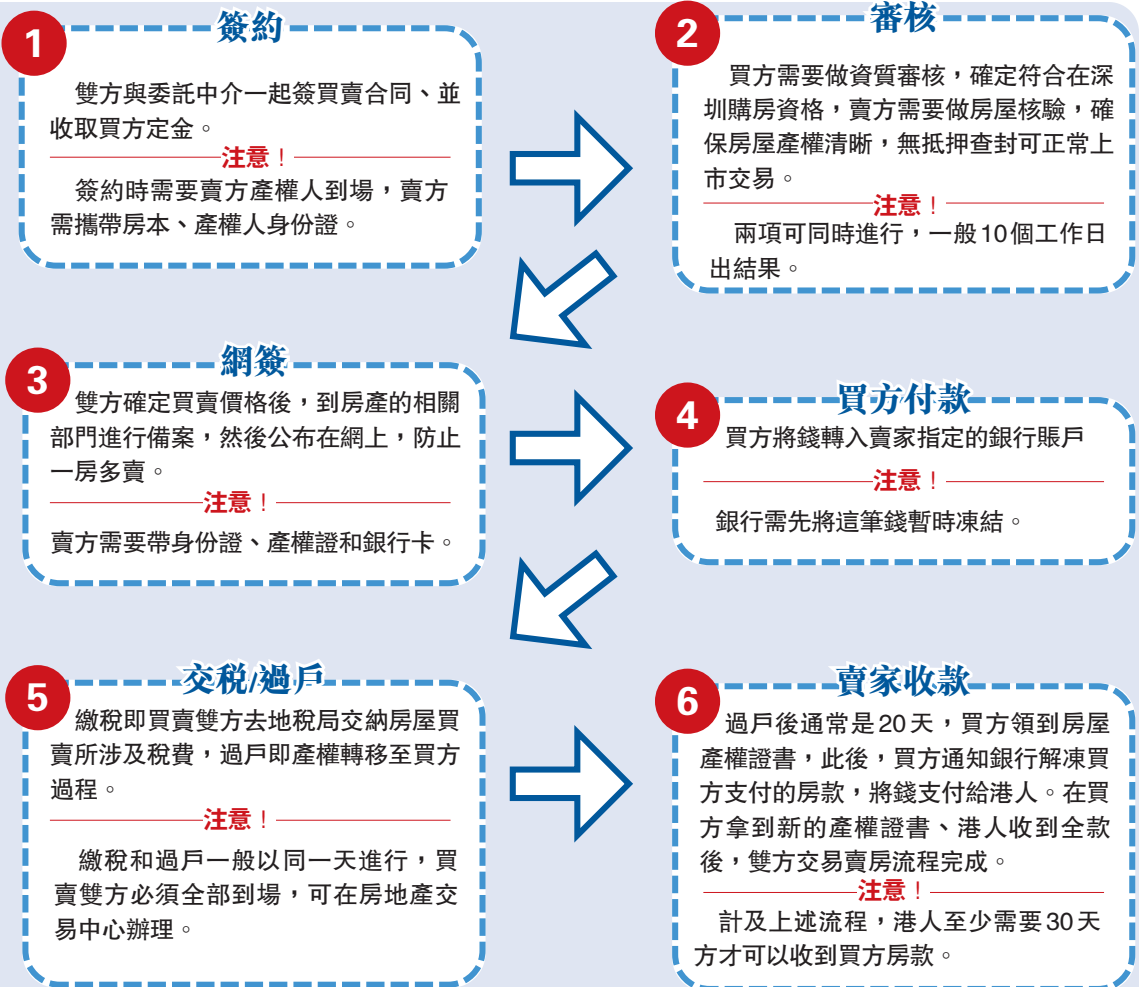 1
簽約
雙方與委託中介一起簽買賣合同、並
收取買方定金。
注意！
簽約時需要賣方產權人到場，賣方
需攜帶房本、產權人身份證。
2
審核
買方需要做資質審核，確定符合在深
圳購房資格，賣方需要做房屋核驗，確
保房屋產權清晰，無抵押查封可正常上
市交易。
注意！
兩項可同時進行，一般10個工作日
出結果。
3
網簽
雙方確定買賣價格後，到房產的相關
部門進行備案，然後公布在網上，防止
一房多賣。
注意！
賣方需要帶身份證、產權證和銀行卡。
4
買方付款
買方將錢轉入賣家指定的銀行賬戶
注意！
銀行需先將這筆錢暫時凍結。
5
交稅/過戶
繳稅即買賣雙方去地稅局交納房屋買
賣所涉及稅費，過戶即產權轉移至買方
過程。
注意！
繳稅和過戶一般以同一天進行，買
賣雙方必須全部到場，可在房地產交
易中心辦理。
6
賣家收款
過戶後通常是20天，買方領到房屋
產權證書，此後，買方通知銀行解凍買
方支付的房款，將錢支付給港人。在買
方拿到新的產權證書、港人收到全款
後，雙方交易賣房流程完成。
注意！
計及上述流程，港人至少需要30天
方才可以收到買方房款。